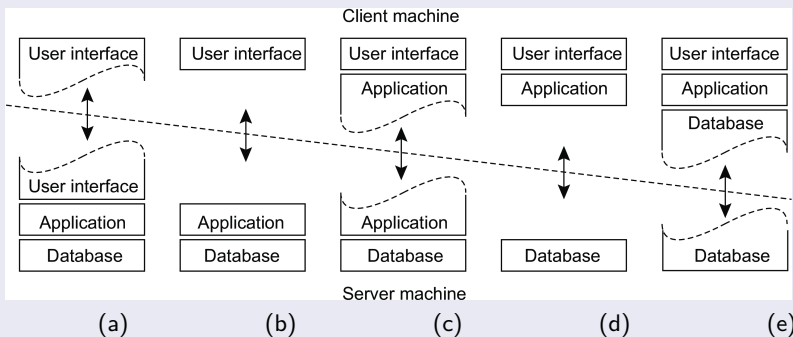 Client machine
User interface User interface User interface User interface User interface
Application Application Application
Database
User interface
Application Application Application
Database Database Database Database Database
Server machine
(a) (b) (c) (d) (e)